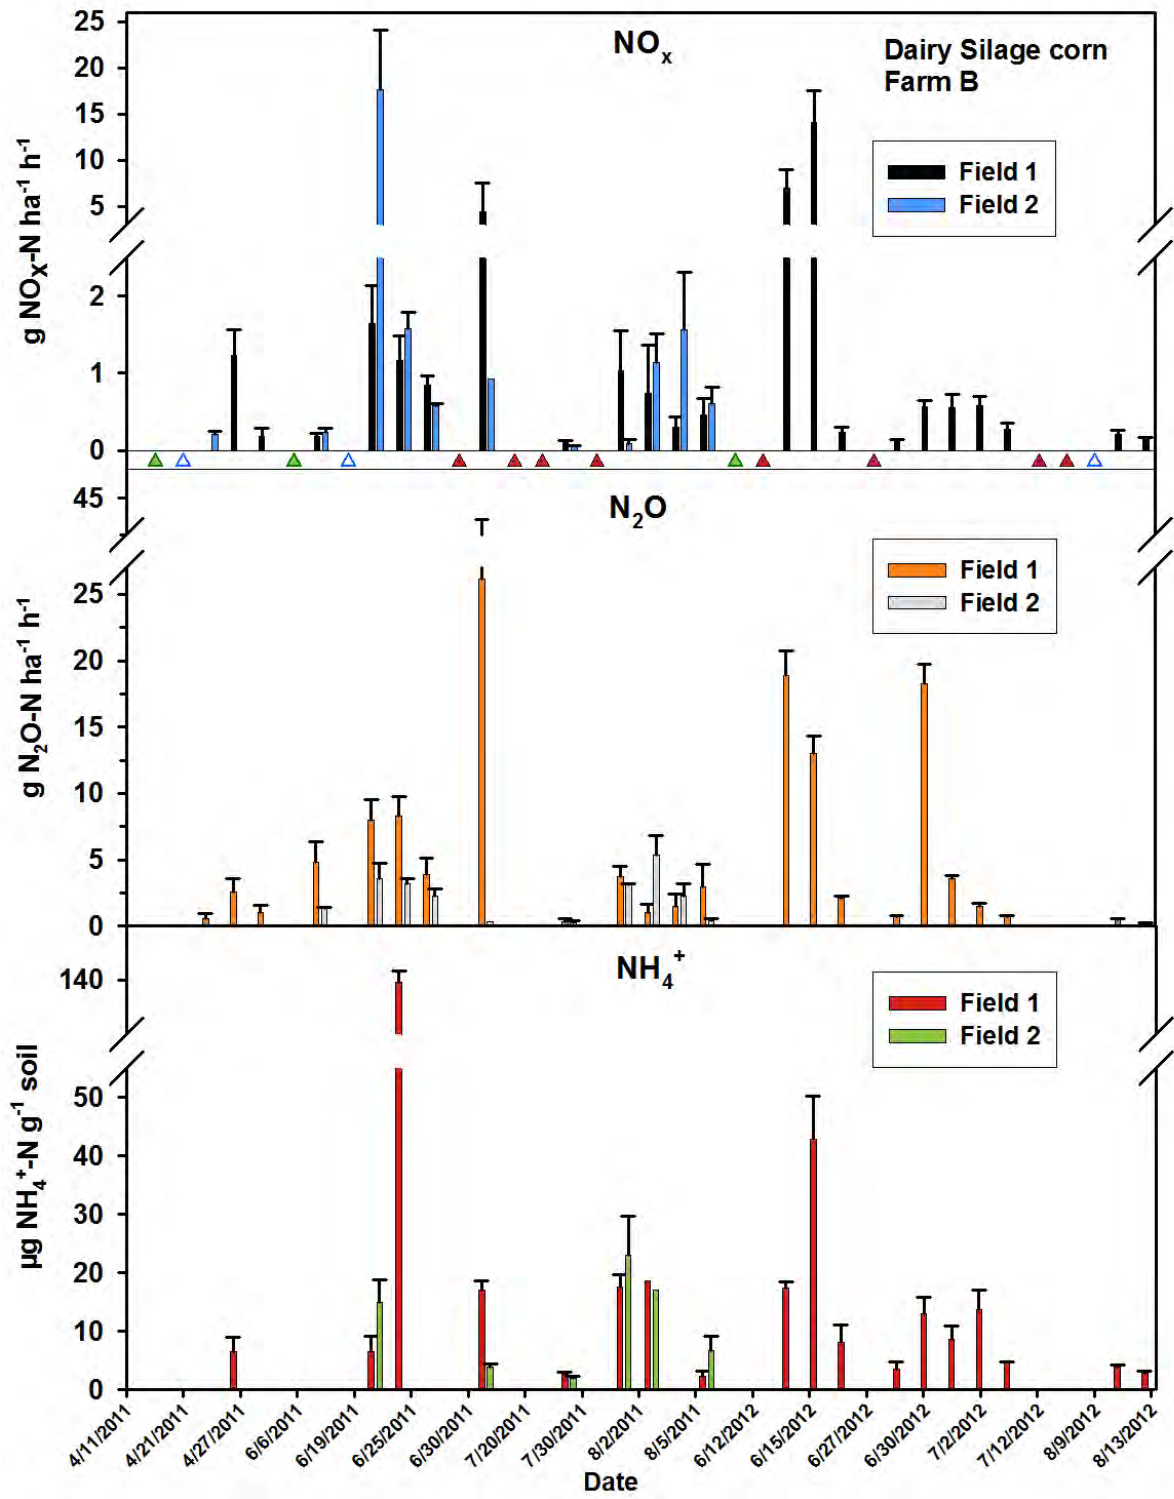 NOx
Dairy Silage corn
Farm B
Field 1
Field 2
g NOX-N ha-1 h-1
25
20
15
10
5
2
1
0
N2O
Field 1
Field 2
g N2O-N ha-1 h-1
45
25
20
15
10
5
0
NH4+
Field 1
Field 2
µg NH4+-N g-1 soil
140
50
40
30
20
10
0
4/11/2011
4/21/2011
4/27/2011
6/6/2011
6/19/2011
6/25/2011
6/30/2011
7/20/2011
7/30/2011
8/2/2011
8/5/2011
6/12/2012
6/15/2012
6/27/2012
6/30/2012
7/2/2012
7/12/2012
8/9/2012
8/13/2012
Date